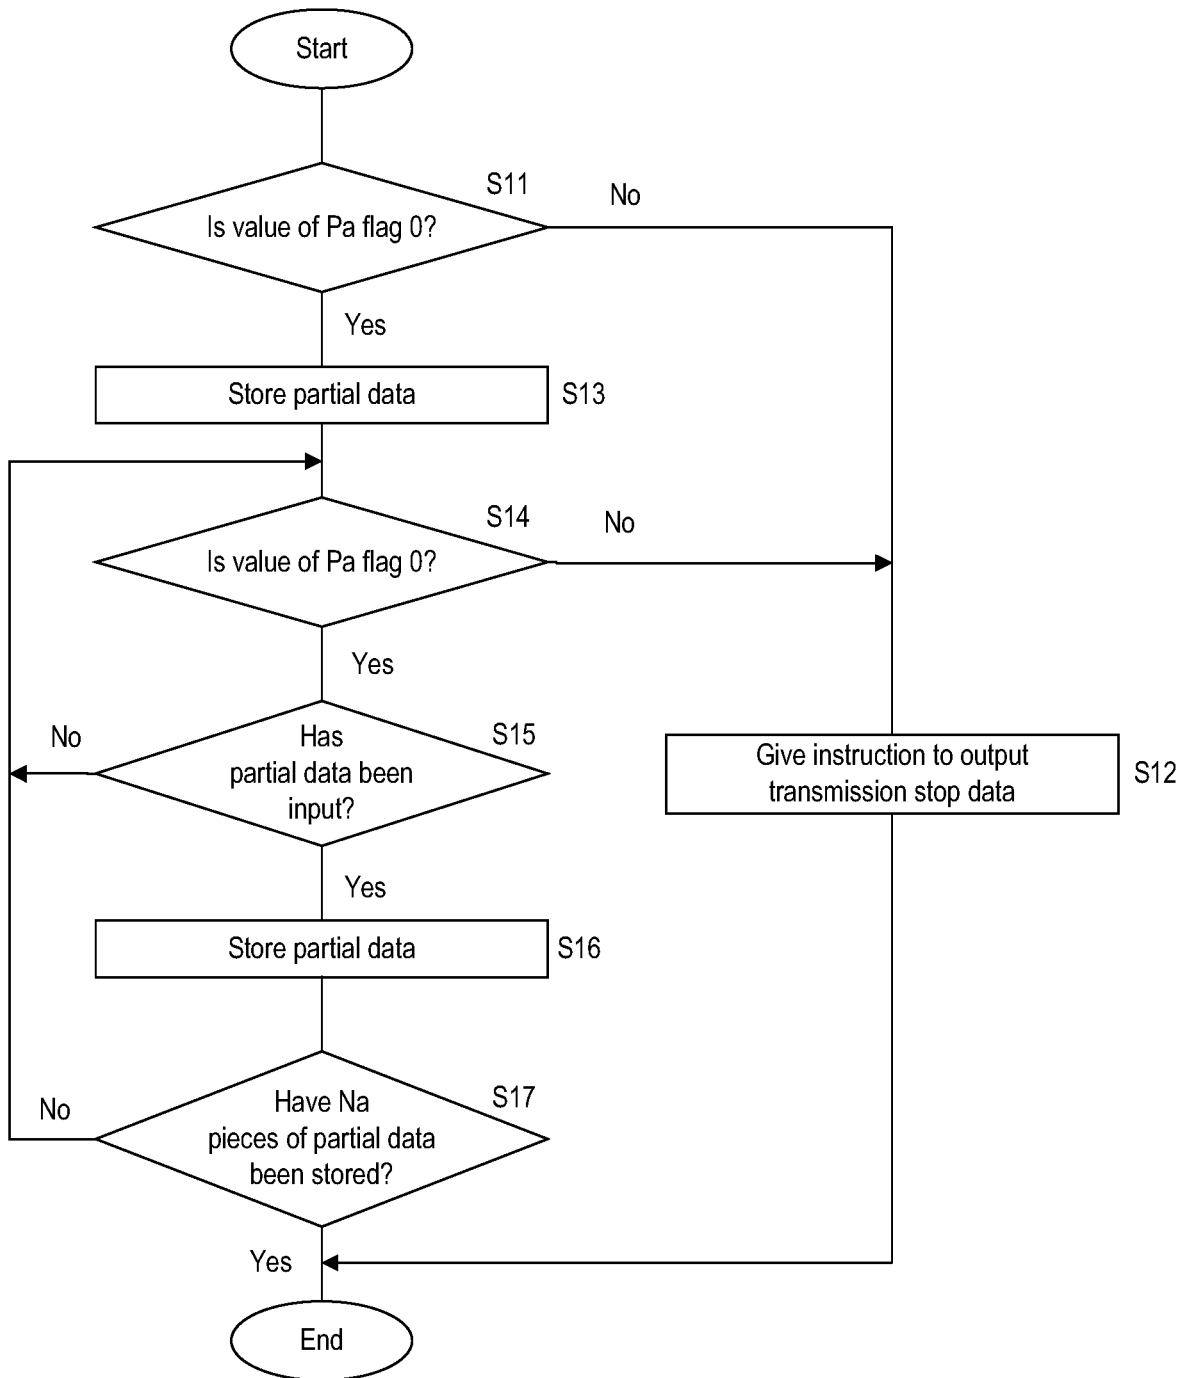 Start
S11
No
Is value of Pa flag 0?
Yes
Store partial data
S13
S14
No
Is value of Pa flag 0?
Yes
No
Has
partial data been
input?
S15
Give instruction to output
transmission stop data
S12
Yes
Store partial data
S16
No
Have Na
pieces of partial data
been stored?
S17
Yes
End